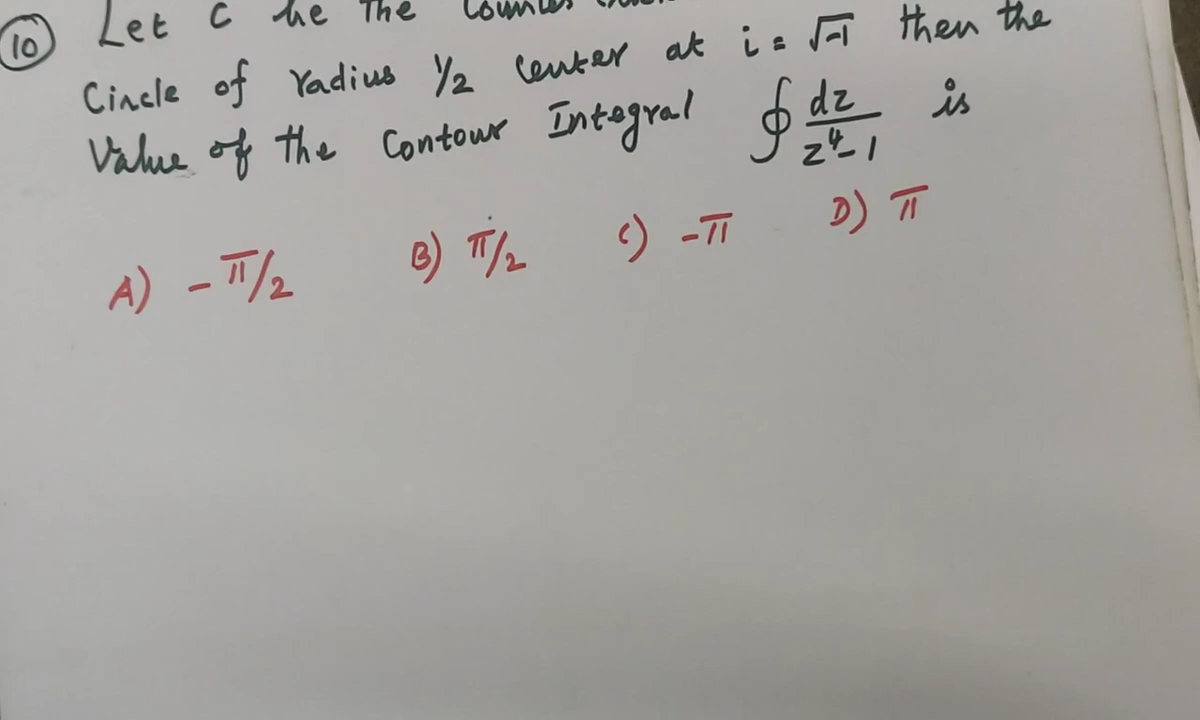 10 Let C be the
Circle of radius 1/2 center at i = √-1 then the
Value of the Contour Integral ∮ dz/(z⁴-1) is
A) -π/2 B) π/2 C) -π D) π